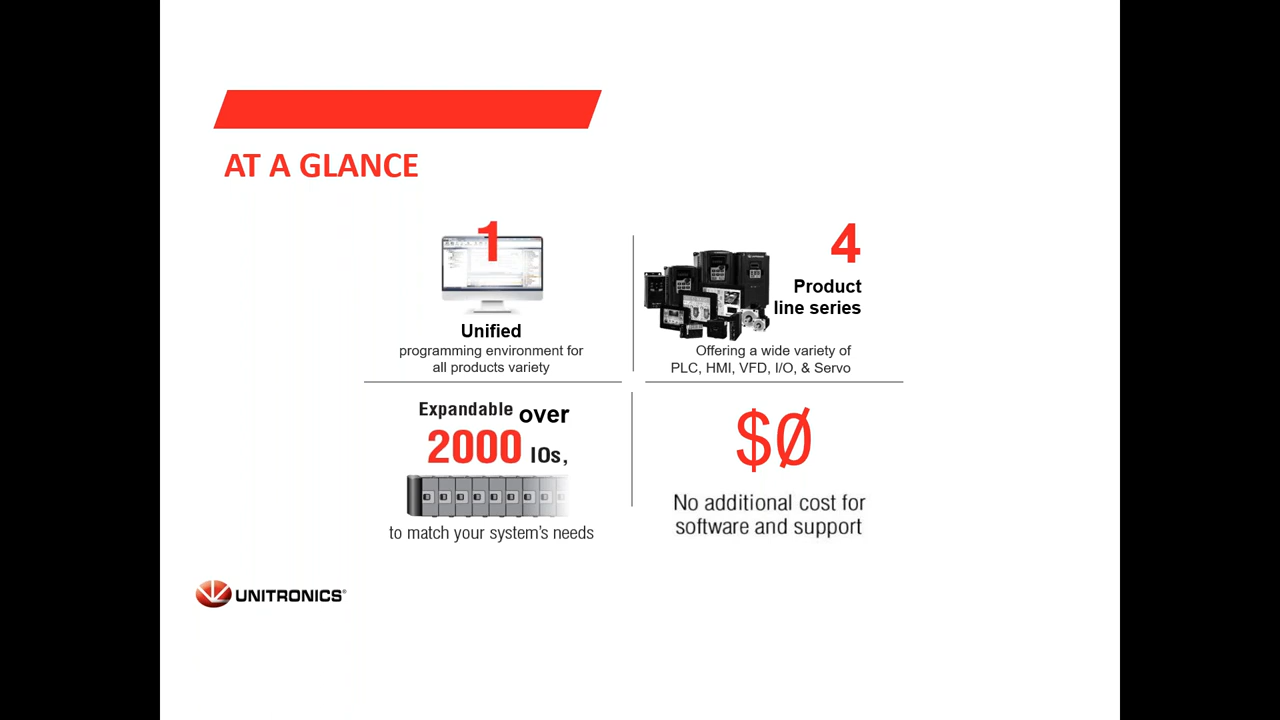 AT A GLANCE
1
Unified
programming environment for
all products variety
4
Product
line series
Offering a wide variety of
PLC, HMI, VFD, I/O, & Servo
Expandable over
2000 IOs,
to match your system's needs
$0
No additional cost for
software and support
UNITRONICS®